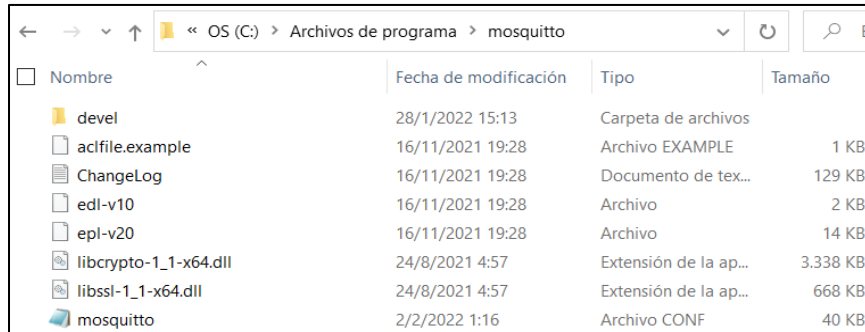 « OS (C:) > Archivos de programa > mosquitto
Nombre Fecha de modificación Tipo Tamaño
devel 28/1/2022 15:13 Carpeta de archivos
aclfile.example 16/11/2021 19:28 Archivo EXAMPLE 1 KB
ChangeLog 16/11/2021 19:28 Documento de tex... 129 KB
edl-v10 16/11/2021 19:28 Archivo 2 KB
epl-v20 16/11/2021 19:28 Archivo 14 KB
libcrypto-1_1-x64.dll 24/8/2021 4:57 Extensión de la ap... 3.338 KB
libssl-1_1-x64.dll 24/8/2021 4:57 Extensión de la ap... 668 KB
mosquitto 2/2/2022 1:16 Archivo CONF 40 KB